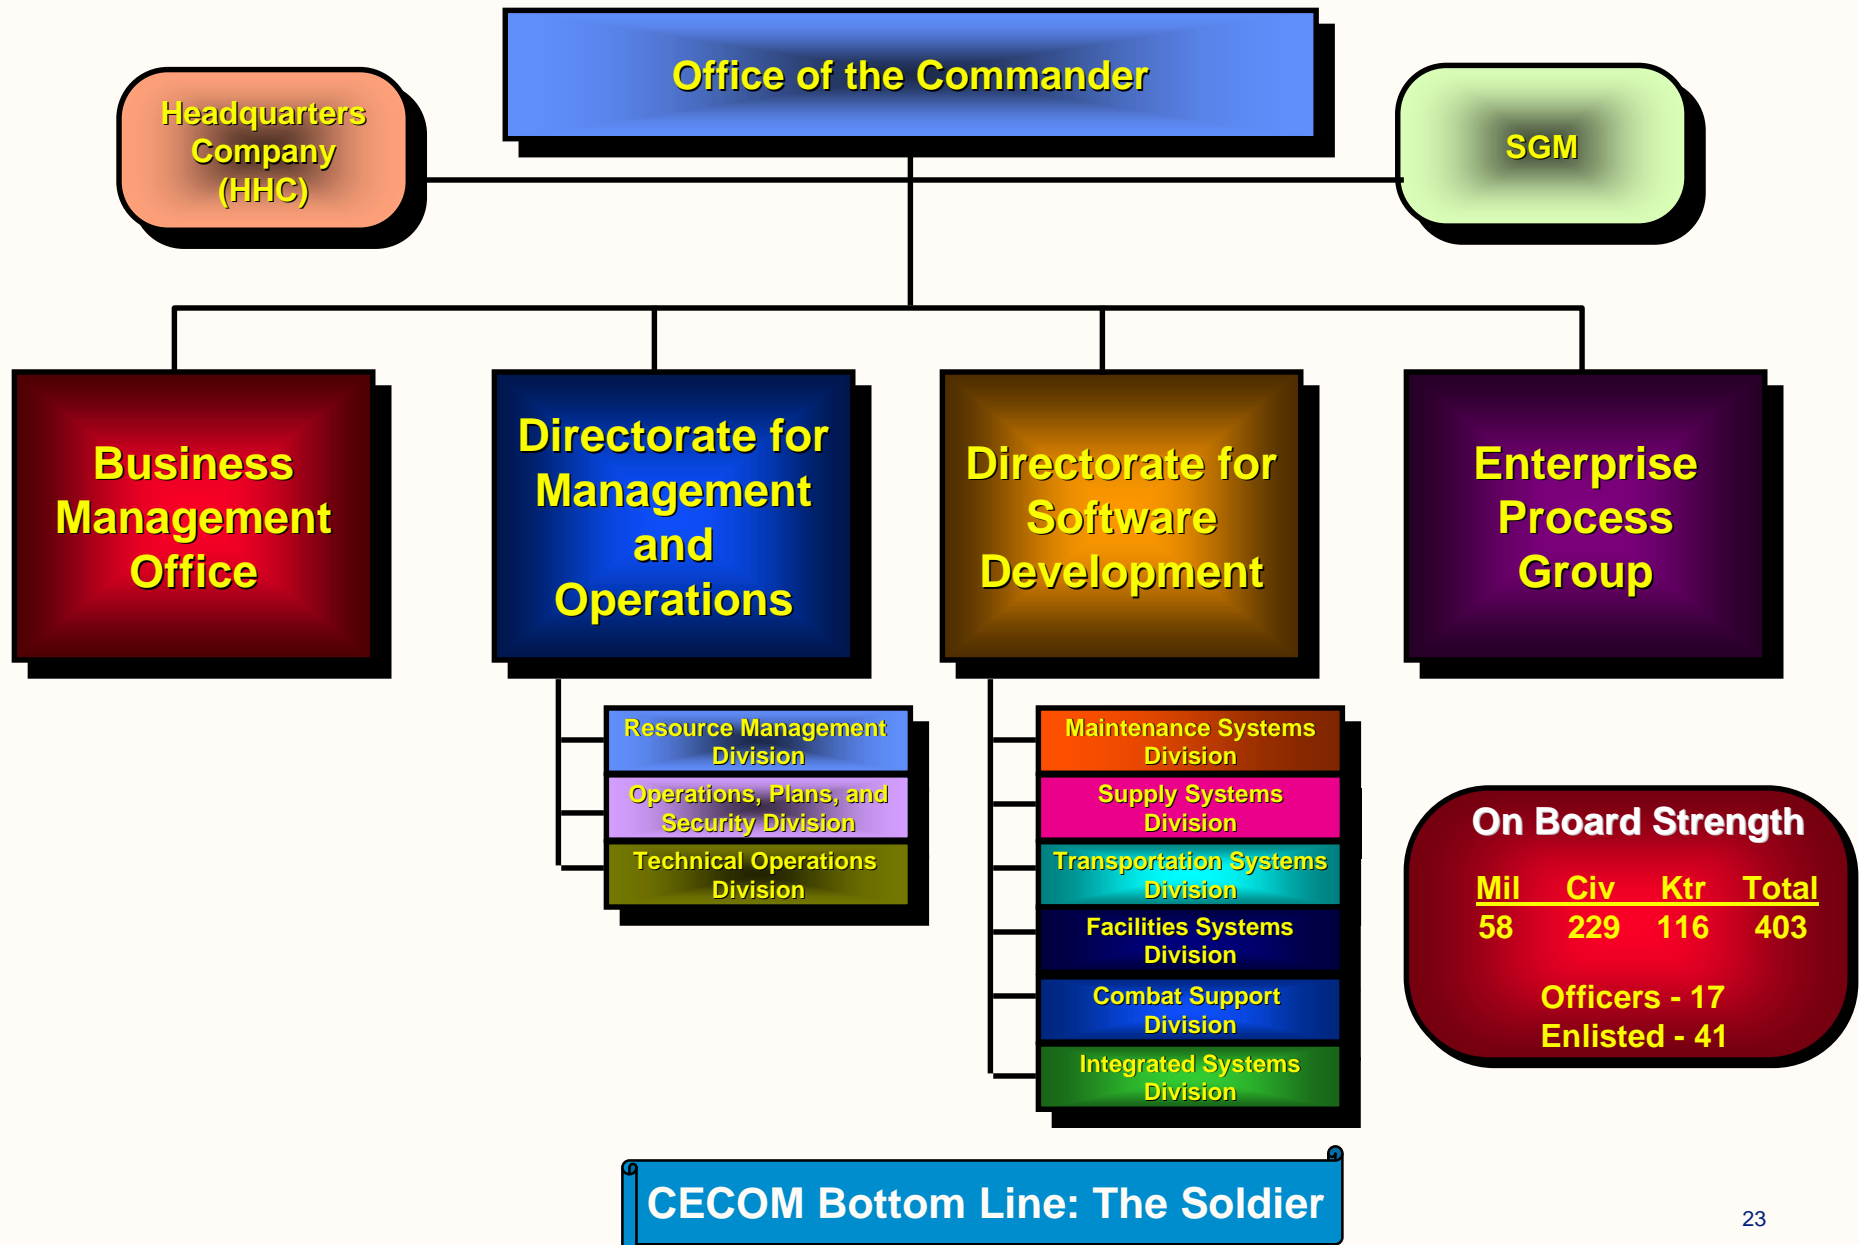 Office of the Commander
Headquarters
Company
(HHC)
SGM
Business
Management
Office
Directorate for
Management
and
Operations
Directorate for
Software
Development
Enterprise
Process
Group
Resource Management
Division
Operations, Plans, and
Security Division
Technical Operations
Division
Maintenance Systems
Division
Supply Systems
Division
Transportation Systems
Division
Facilities Systems
Division
Combat Support
Division
Integrated Systems
Division
On Board Strength
Mil Civ Ktr Total
58 229 116 403
Officers - 17
Enlisted - 41
CECOM Bottom Line: The Soldier
23